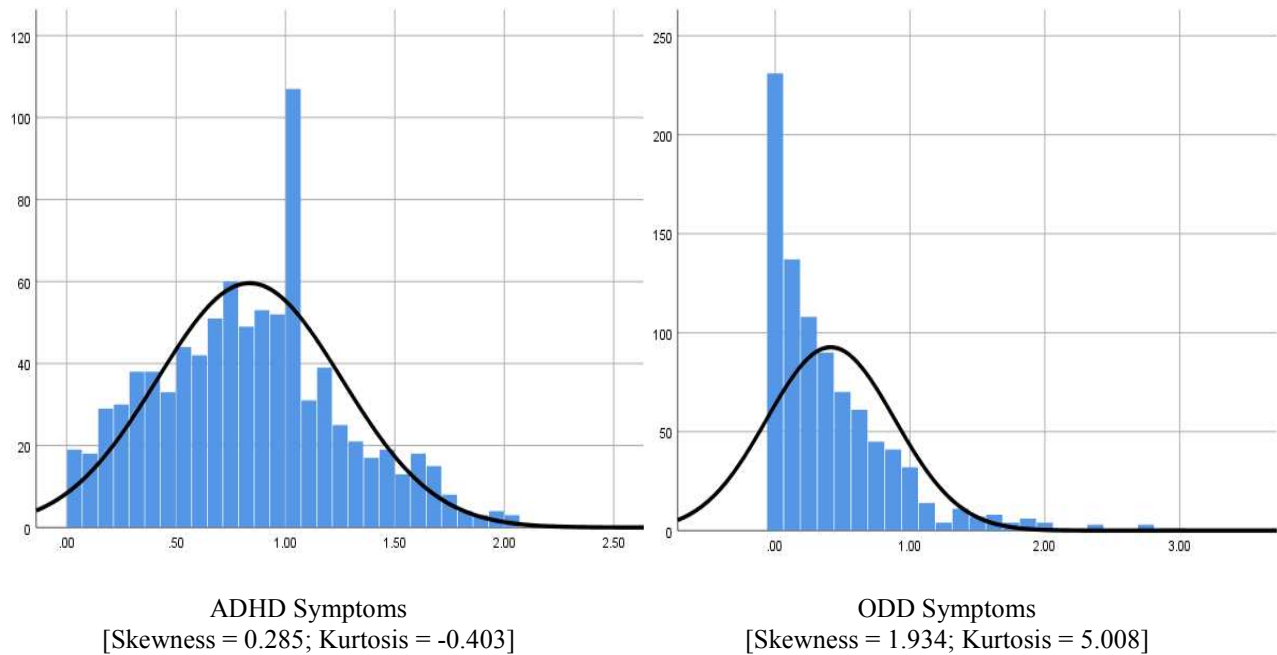 120
100
80
60
40
20
0
.00 .50 1.00 1.50 2.00 2.50
250
200
150
100
50
0
.00 1.00 2.00 3.00
ADHD Symptoms
[Skewness = 0.285; Kurtosis = -0.403]
ODD Symptoms
[Skewness = 1.934; Kurtosis = 5.008]